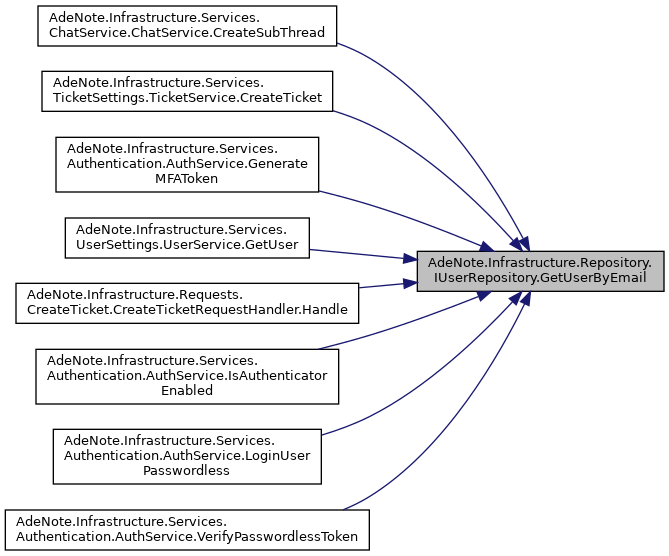 AdeNote.Infrastructure.Services.
ChatService.ChatService.CreateSubThread
AdeNote.Infrastructure.Services.
TicketSettings.TicketService.CreateTicket
AdeNote.Infrastructure.Services.
Authentication.AuthService.Generate
MFAToken
AdeNote.Infrastructure.Services.
UserSettings.UserService.GetUser
AdeNote.Infrastructure.Repository.
IUserRepository.GetUserByEmail
AdeNote.Infrastructure.Requests.
CreateTicket.CreateTicketRequestHandler.Handle
AdeNote.Infrastructure.Services.
Authentication.AuthService.IsAuthenticator
Enabled
AdeNote.Infrastructure.Services.
Authentication.AuthService.LoginUser
Passwordless
AdeNote.Infrastructure.Services.
Authentication.AuthService.VerifyPasswordlessToken